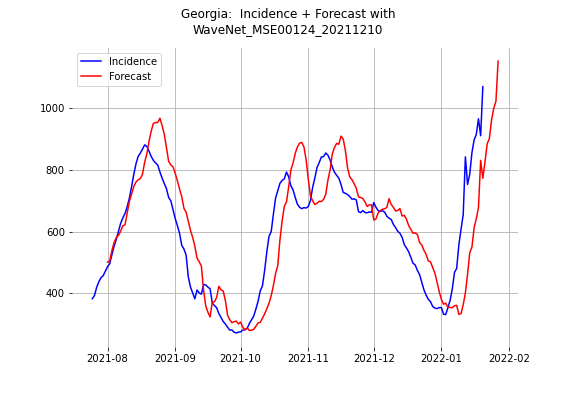 Georgia:  Incidence + Forecast with
WaveNet_MSE00124_20211210
Incidence
Forecast
1000
800
600
400
2021-08
2021-09
2021-10
2021-11
2021-12
2022-01
2022-02